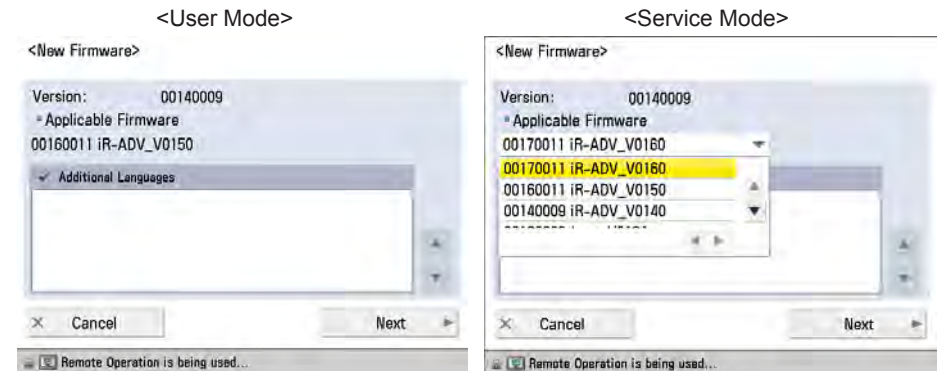 <User Mode>
<New Firmware>
Version: 00140009
Applicable Firmware
00160011 iR-ADV_V0150
Additional Languages
Cancel
Next
Remote Operation is being used...
<Service Mode>
<New Firmware>
Version: 00140009
Applicable Firmware
00170011 iR-ADV_V0160
00170011 iR-ADV_V0160
00160011 iR-ADV_V0150
00140009 iR-ADV_V0140
Cancel
Next
Remote Operation is being used...